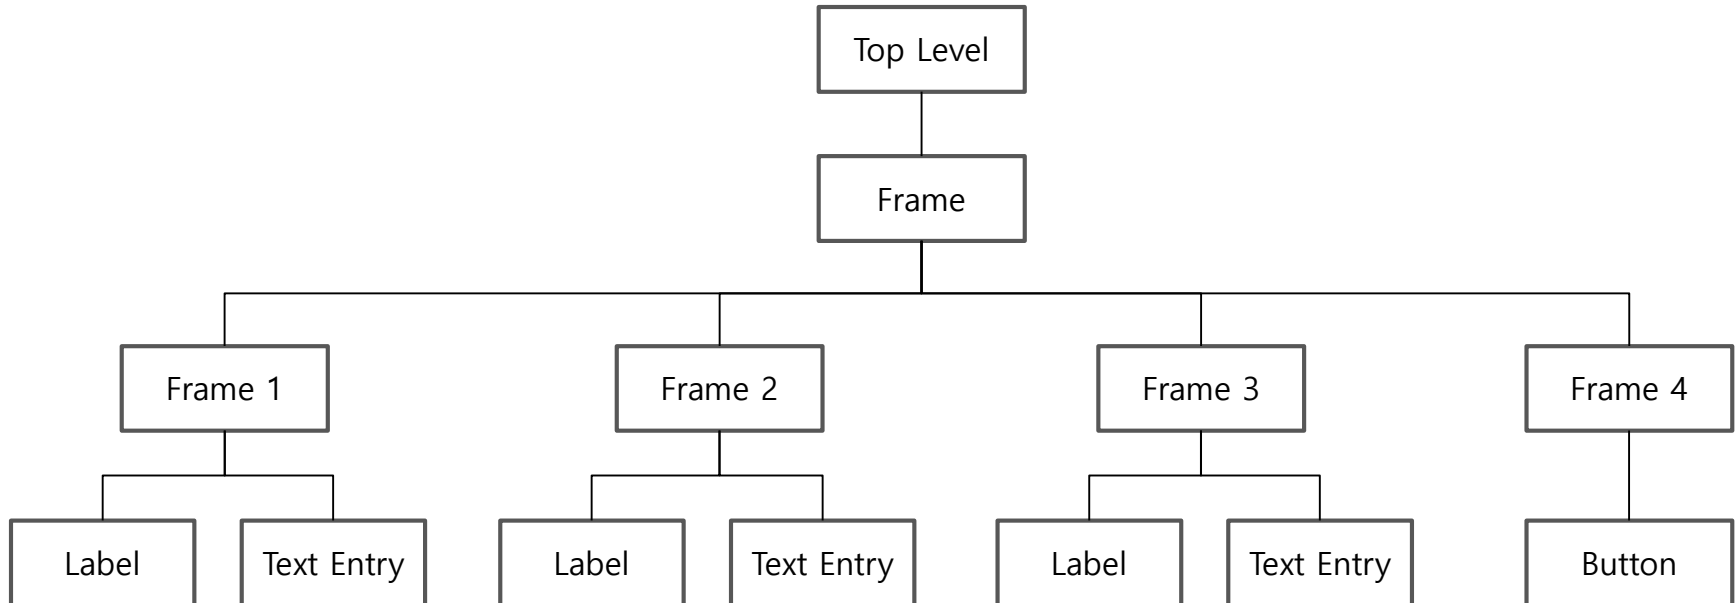 Top Level
Frame
Frame 1
Frame 2
Frame 3
Frame 4
Label
Text Entry
Label
Text Entry
Label
Text Entry
Button